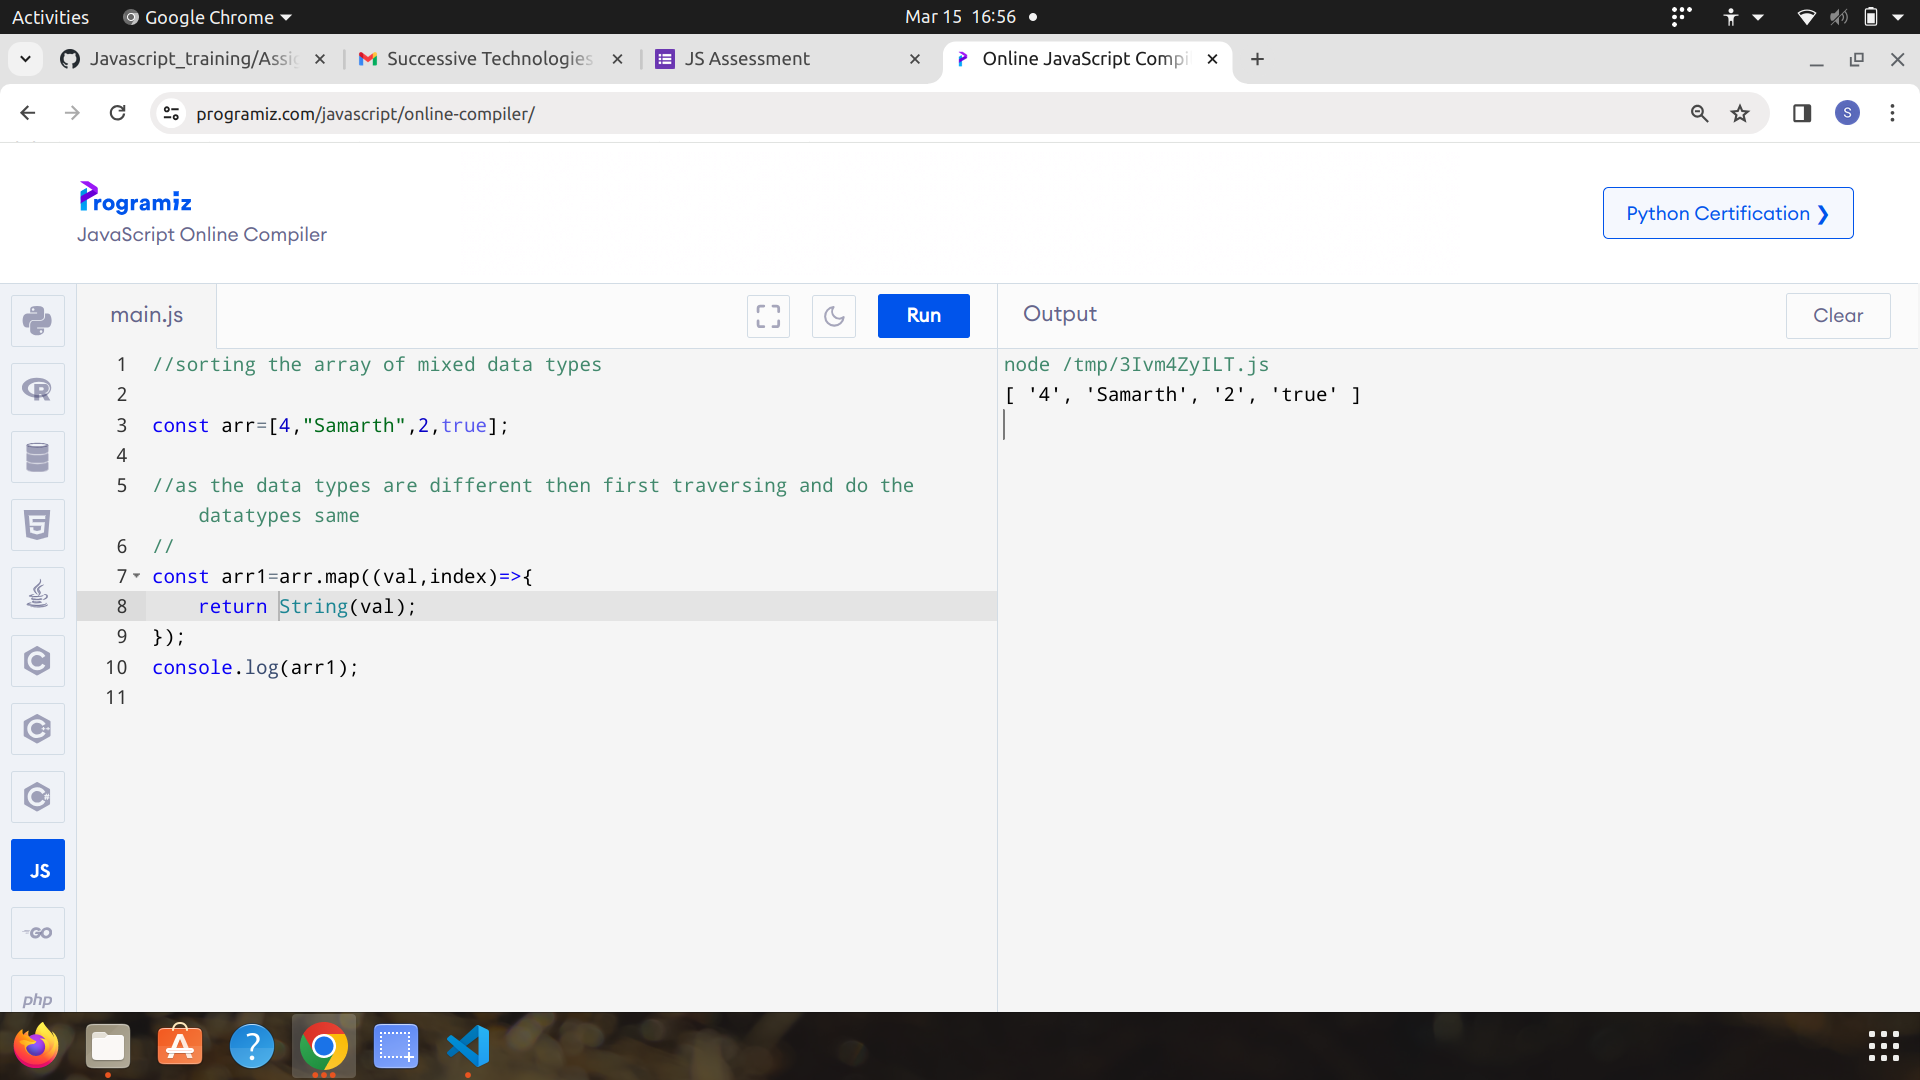 Activities
Google Chrome
Mar 15 16:56
Javascript_training/Assig
Successive Technologies
JS Assessment
Online JavaScript Compi
programiz.com/javascript/online-compiler/
S
Programiz
JavaScript Online Compiler
Python Certification ❯
main.js
Run
Output
Clear
1 //sorting the array of mixed data types
2
3 const arr=[4,"Samarth",2,true];
4
5 //as the data types are different then first traversing and do the
datatypes same
6 //
7 const arr1=arr.map((val,index)=>{
8 return String(val);
9 });
10 console.log(arr1);
11
node /tmp/3Ivm4ZyILT.js
[ '4', 'Samarth', '2', 'true' ]
JS
GO
php